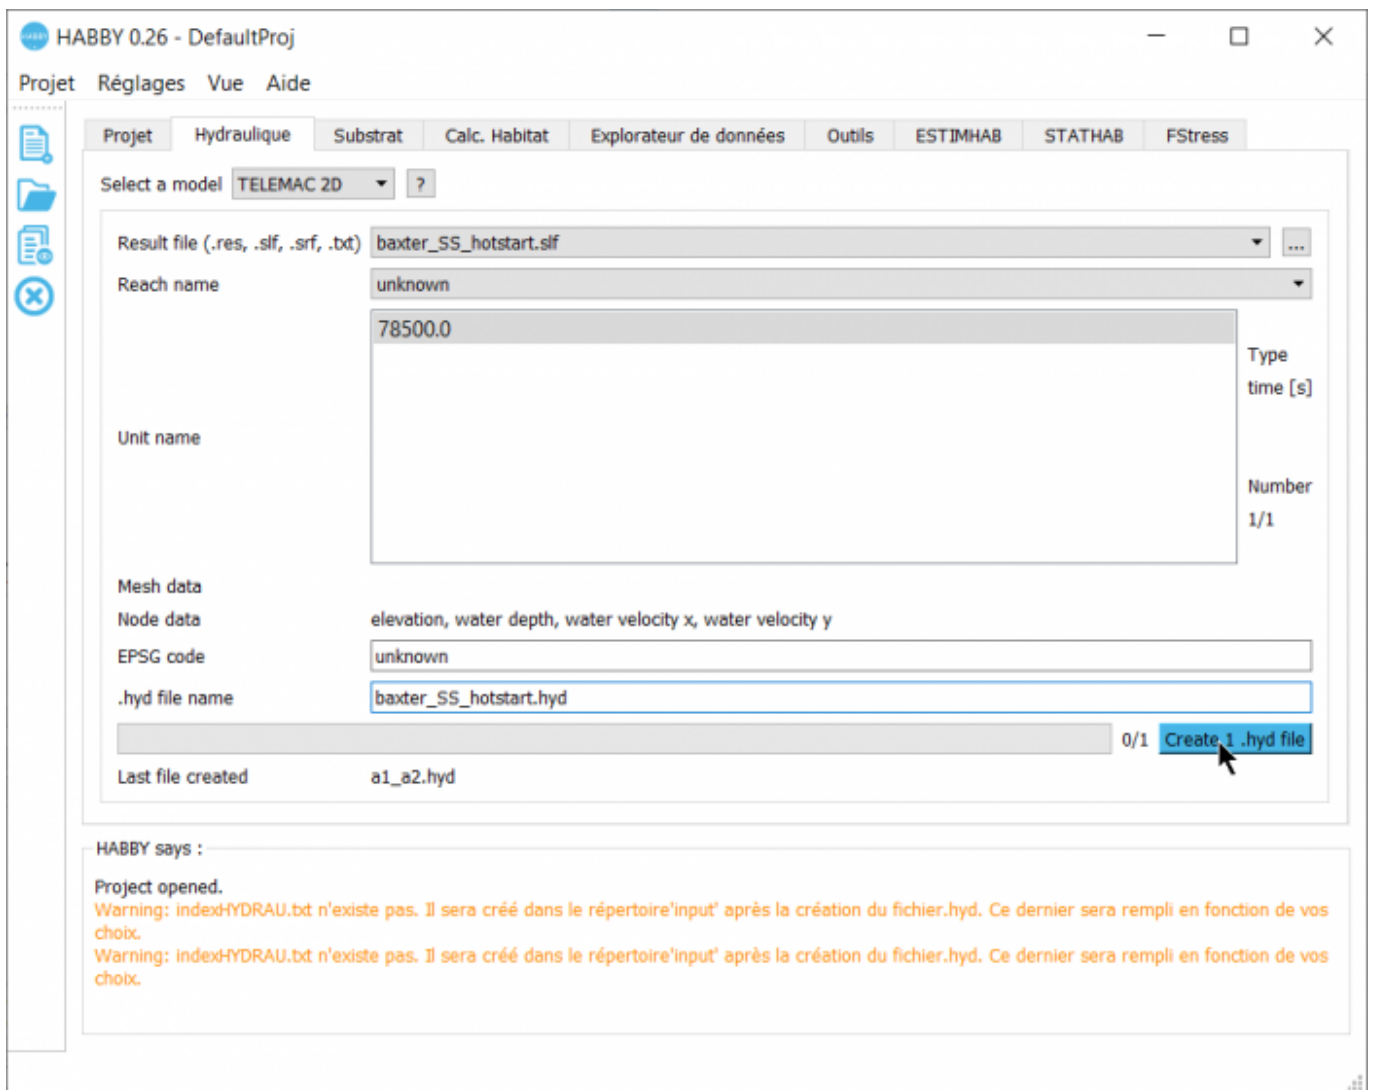 HABBY 0.26 - DefaultProj
Projet Réglages Vue Aide
Projet Hydraulique Substrat Calc. Habitat Explorateur de données Outils ESTIMHAB STATHAB FStress
Select a model TELEMAC 2D ?
Result file (.res, .slf, .srf, .txt) baxter_SS_hotstart.slf ...
Reach name unknown
78500.0
Type
time [s]
Unit name
Number
1/1
Mesh data
Node data elevation, water depth, water velocity x, water velocity y
EPSG code unknown
.hyd file name baxter_SS_hotstart.hyd
0/1 Create 1 .hyd file
Last file created a1_a2.hyd
HABBY says :
Project opened.
Warning: indexHYDRAU.txt n'existe pas. Il sera créé dans le répertoire'input' après la création du fichier.hyd. Ce dernier sera rempli en fonction de vos
choix.
Warning: indexHYDRAU.txt n'existe pas. Il sera créé dans le répertoire'input' après la création du fichier.hyd. Ce dernier sera rempli en fonction de vos
choix.